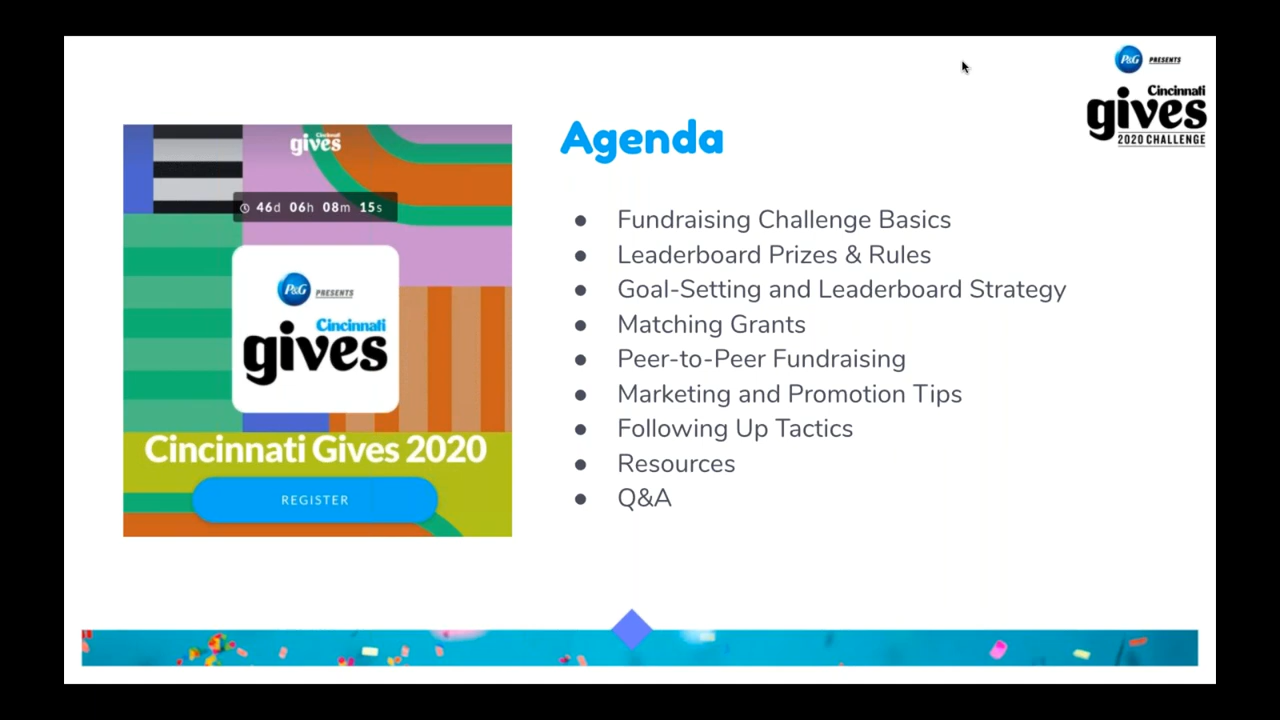 P&G PRESENTS
Cincinnati
gives
2020 CHALLENGE
Cincinnati
gives
46d 06h 08m 15s
P&G PRESENTS
Cincinnati
gives
Cincinnati Gives 2020
REGISTER
Agenda
● Fundraising Challenge Basics
● Leaderboard Prizes & Rules
● Goal-Setting and Leaderboard Strategy
● Matching Grants
● Peer-to-Peer Fundraising
● Marketing and Promotion Tips
● Following Up Tactics
● Resources
● Q&A